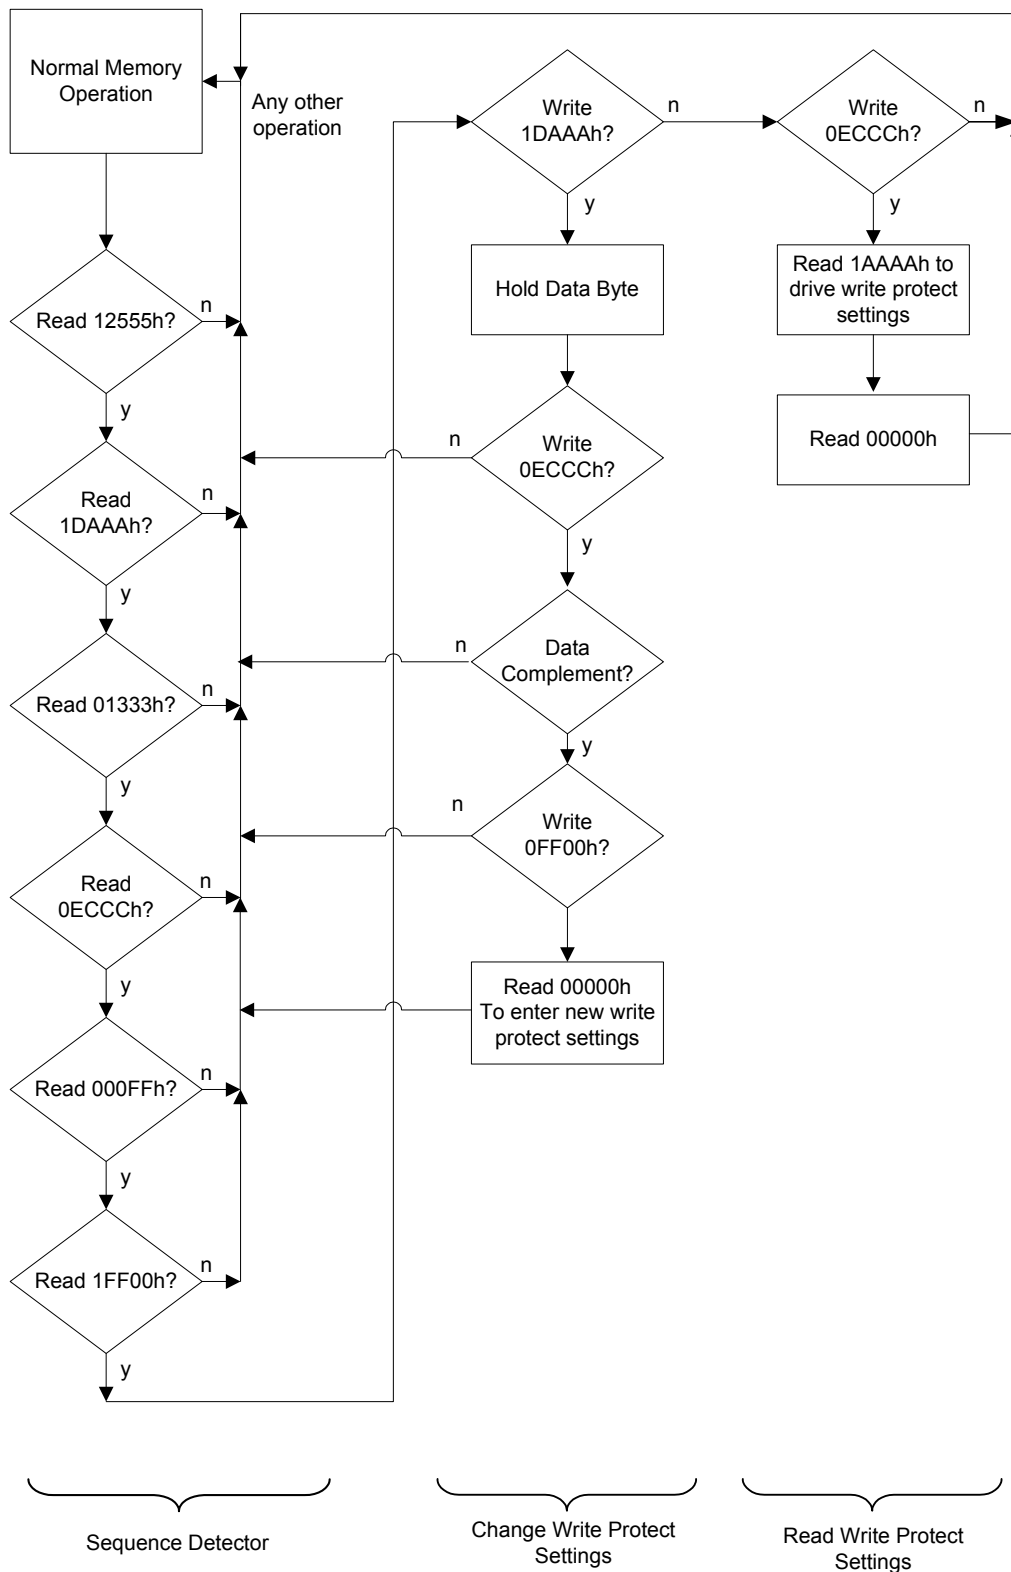 Normal Memory
Operation
Any other
operation
Read 12555h?
n
y
Read
1DAAAh?
n
y
Read 01333h?
n
y
Read
0ECCCh?
n
y
Read 000FFh?
n
y
Read 1FF00h?
n
y
Write
1DAAAh?
n
y
Hold Data Byte
Write
0ECCCh?
n
y
Data
Complement?
n
y
Write
0FF00h?
n
Read 00000h
To enter new write
protect settings
Write
0ECCCh?
n
y
Read 1AAAAh to
drive write protect
settings
Read 00000h
Sequence Detector
Change Write Protect
Settings
Read Write Protect
Settings